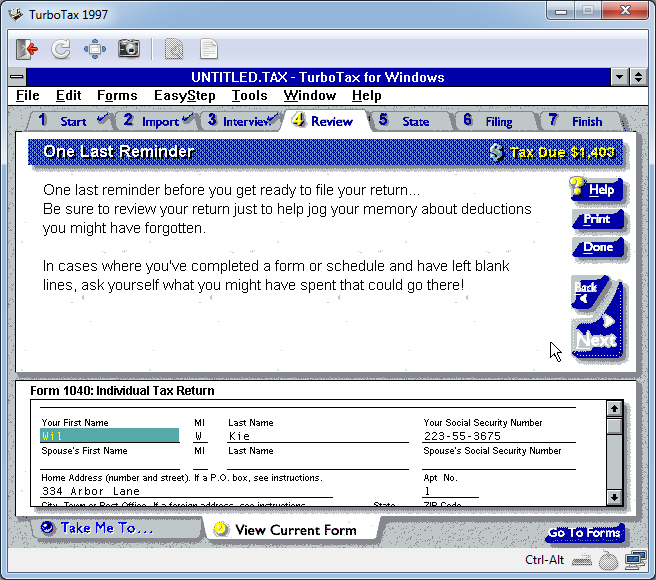 TurboTax 1997
UNTITLED.TAX - TurboTax for Windows
File Edit Forms EasyStep Tools Window Help
1 Start 2 Import 3 Interview 4 Review 5 State 6 Filing 7 Finish
One Last Reminder
$ Tax Due $1,403
One last reminder before you get ready to file your return...
Be sure to review your return just to help jog your memory about deductions
you might have forgotten.
In cases where you've completed a form or schedule and have left blank
lines, ask yourself what you might have spent that could go there!
? Help
Print
Done
Back
Next
Form 1040: Individual Tax Return
Your First Name MI Last Name Your Social Security Number
Wil W Kie 223-55-3675
Spouse's First Name MI Last Name Spouse's Social Security Number
Home Address (number and street). If a P.O. box, see instructions. Apt No.
334 Arbor Lane 1
City, Town or Post Office. If a foreign address, see instructions State ZIP Code
Take Me To... View Current Form Go To Forms
Ctrl-Alt